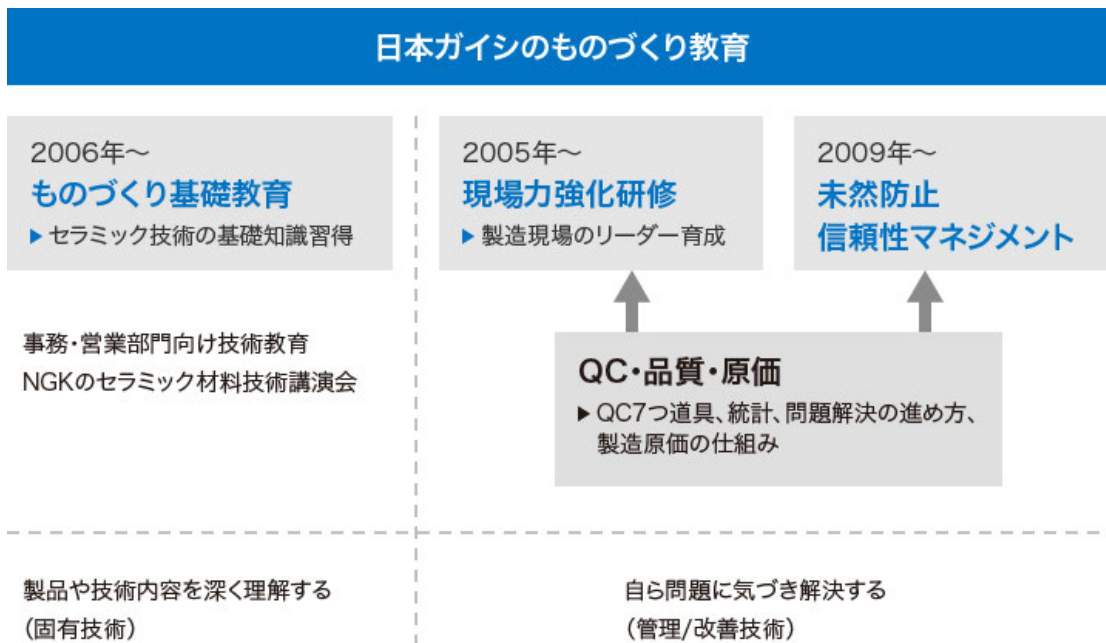 日本ガイシのものづくり教育
2006年～
ものづくり基礎教育
▶セラミック技術の基礎知識習得
事務・営業部門向け技術教育
NGKのセラミック材料技術講演会
2005年～
現場力強化研修
▶製造現場のリーダー育成
2009年～
未然防止
信頼性マネジメント
QC・品質・原価
▶QC7つ道具、統計、問題解決の進め方、
製造原価の仕組み
製品や技術内容を深く理解する
(固有技術)
自ら問題に気づき解決する
(管理/改善技術)